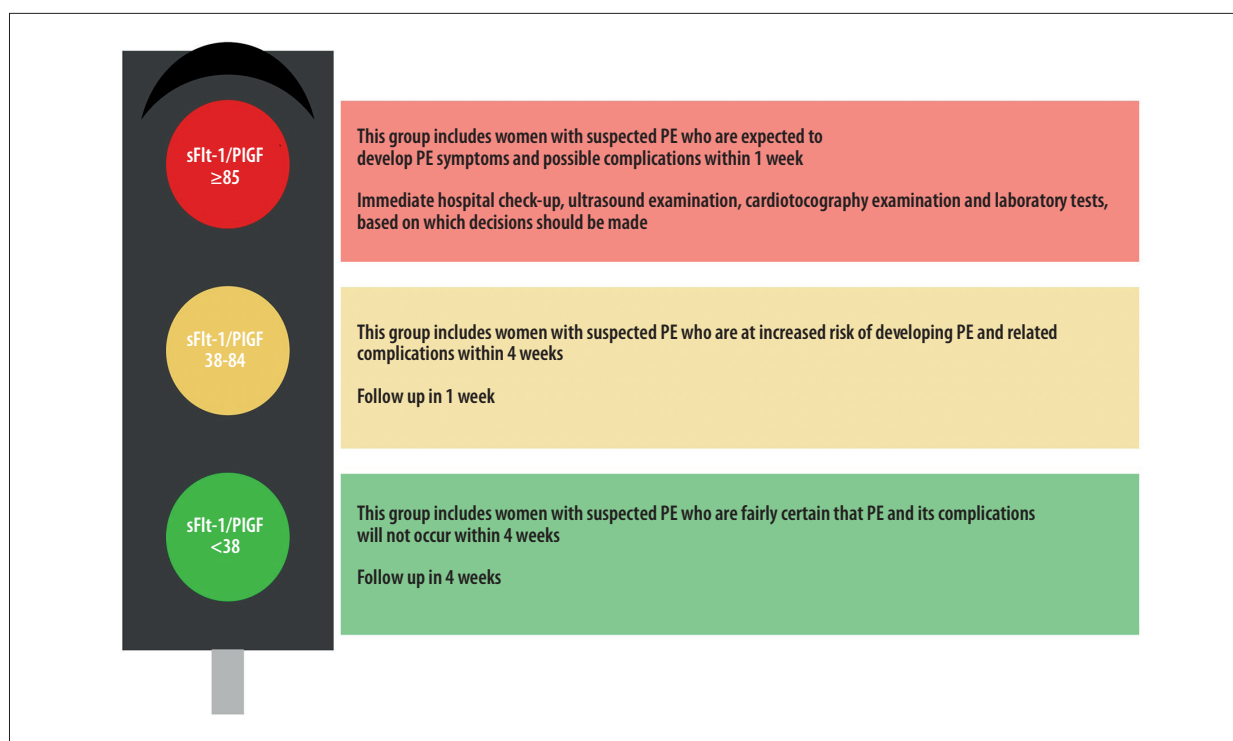 sFlt-1/PlGF
≥85
This group includes women with suspected PE who are expected to
develop PE symptoms and possible complications within 1 week
Immediate hospital check-up, ultrasound examination, cardiotocography examination and laboratory tests,
based on which decisions should be made
sFlt-1/PlGF
38-84
This group includes women with suspected PE who are at increased risk of developing PE and related
complications within 4 weeks
Follow up in 1 week
sFlt-1/PlGF
<38
This group includes women with suspected PE who are fairly certain that PE and its complications
will not occur within 4 weeks
Follow up in 4 weeks